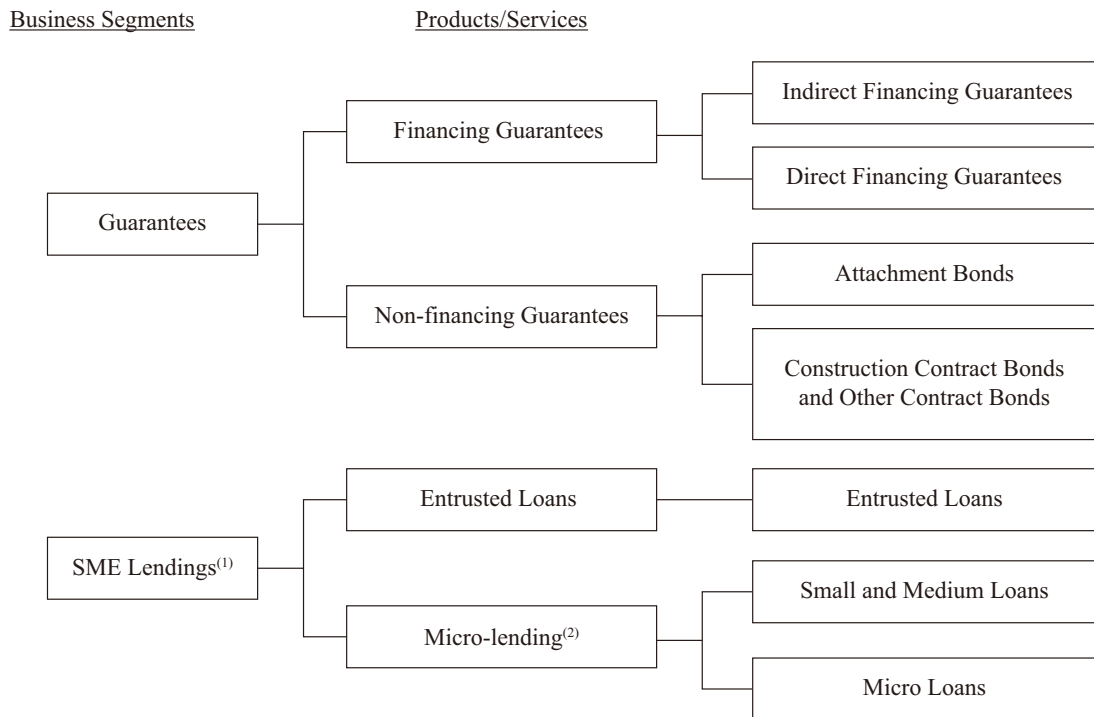 Business Segments
Products/Services
Guarantees
Financing Guarantees
Indirect Financing Guarantees
Direct Financing Guarantees
Non-financing Guarantees
Attachment Bonds
Construction Contract Bonds
and Other Contract Bonds
SME Lendings(1)
Entrusted Loans
Entrusted Loans
Micro-lending(2)
Small and Medium Loans
Micro Loans